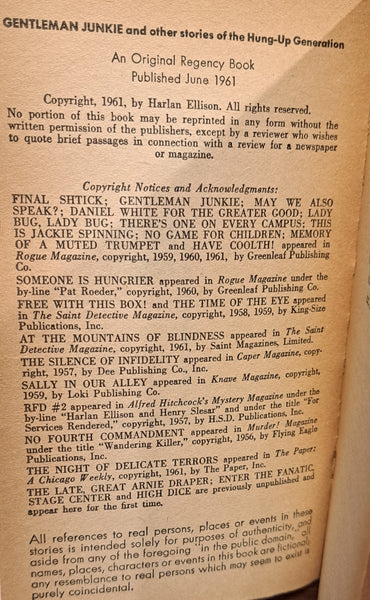 GENTLEMAN JUNKIE and other stories of the Hung-Up Generation
An Original Regency Book
Published June 1961
Copyright, 1961, by Harlan Ellison. All rights reserved.
No portion of this book may be reprinted in any form without the
written permission of the publishers, except by a reviewer who wishes
to quote brief passages in connection with a review for a newspaper
or magazine.
Copyright Notices and Acknowledgments:
FINAL SHTICK; GENTLEMAN JUNKIE; MAY WE ALSO
SPEAK?; DANIEL WHITE FOR THE GREATER GOOD; LADY
BUG, LADY BUG; THERE'S ONE ON EVERY CAMPUS; THIS
IS JACKIE SPINNING; NO GAME FOR CHILDREN; MEMORY
OF A MUTED TRUMPET and HAVE COOLTH! appeared in
Rogue Magazine, copyright, 1959, 1960, 1961, by Greenleaf Publishing
Co.
SOMEONE IS HUNGRIER appeared in Rogue Magazine under the
by-line "Pat Roeder," copyright, 1960, by Greenleaf Publishing Co.
FREE WITH THIS BOX! and THE TIME OF THE EYE appeared
in The Saint Detective Magazine, copyright, 1958, 1959, by King-Size
Publications, Inc.
AT THE MOUNTAINS OF BLINDNESS appeared in The Saint
Detective Magazine, copyright, 1961, by Saint Magazines, Limited.
THE SILENCE OF INFIDELITY appeared in Caper Magazine, copy-
right, 1957, by Dee Publishing Co., Inc.
SALLY IN OUR ALLEY appeared in Knave Magazine, copyright,
1959, by Loki Publishing Co.
RFD #2 appeared in Alfred Hitchcock's Mystery Magazine under the
by-line "Harlan Ellison and Henry Slesar" and under the title "For
Services Rendered," copyright, 1957, by H.S.D. Publications, Inc.
NO FOURTH COMMANDMENT appeared in Murder! Magazine
under the title "Wandering Killer," copyright, 1956, by Flying Eagle
Publications, Inc.
THE NIGHT OF DELICATE TERRORS appeared in The Paper:
A Chicago Weekly, copyright, 1961, by The Paper, Inc.
THE LATE, GREAT ARNIE DRAPER; ENTER THE FANATIC,
STAGE CENTER and HIGH DICE are previously unpublished and
appear here for the first time.
All references to real persons, places or events in these
stories is intended solely for purposes of authenticity, and
aside from any of the foregoing "in the public domain," all
names, places, characters or events in this book are fictional;
any resemblance to real persons which may seem to exist is
purely coincidental.